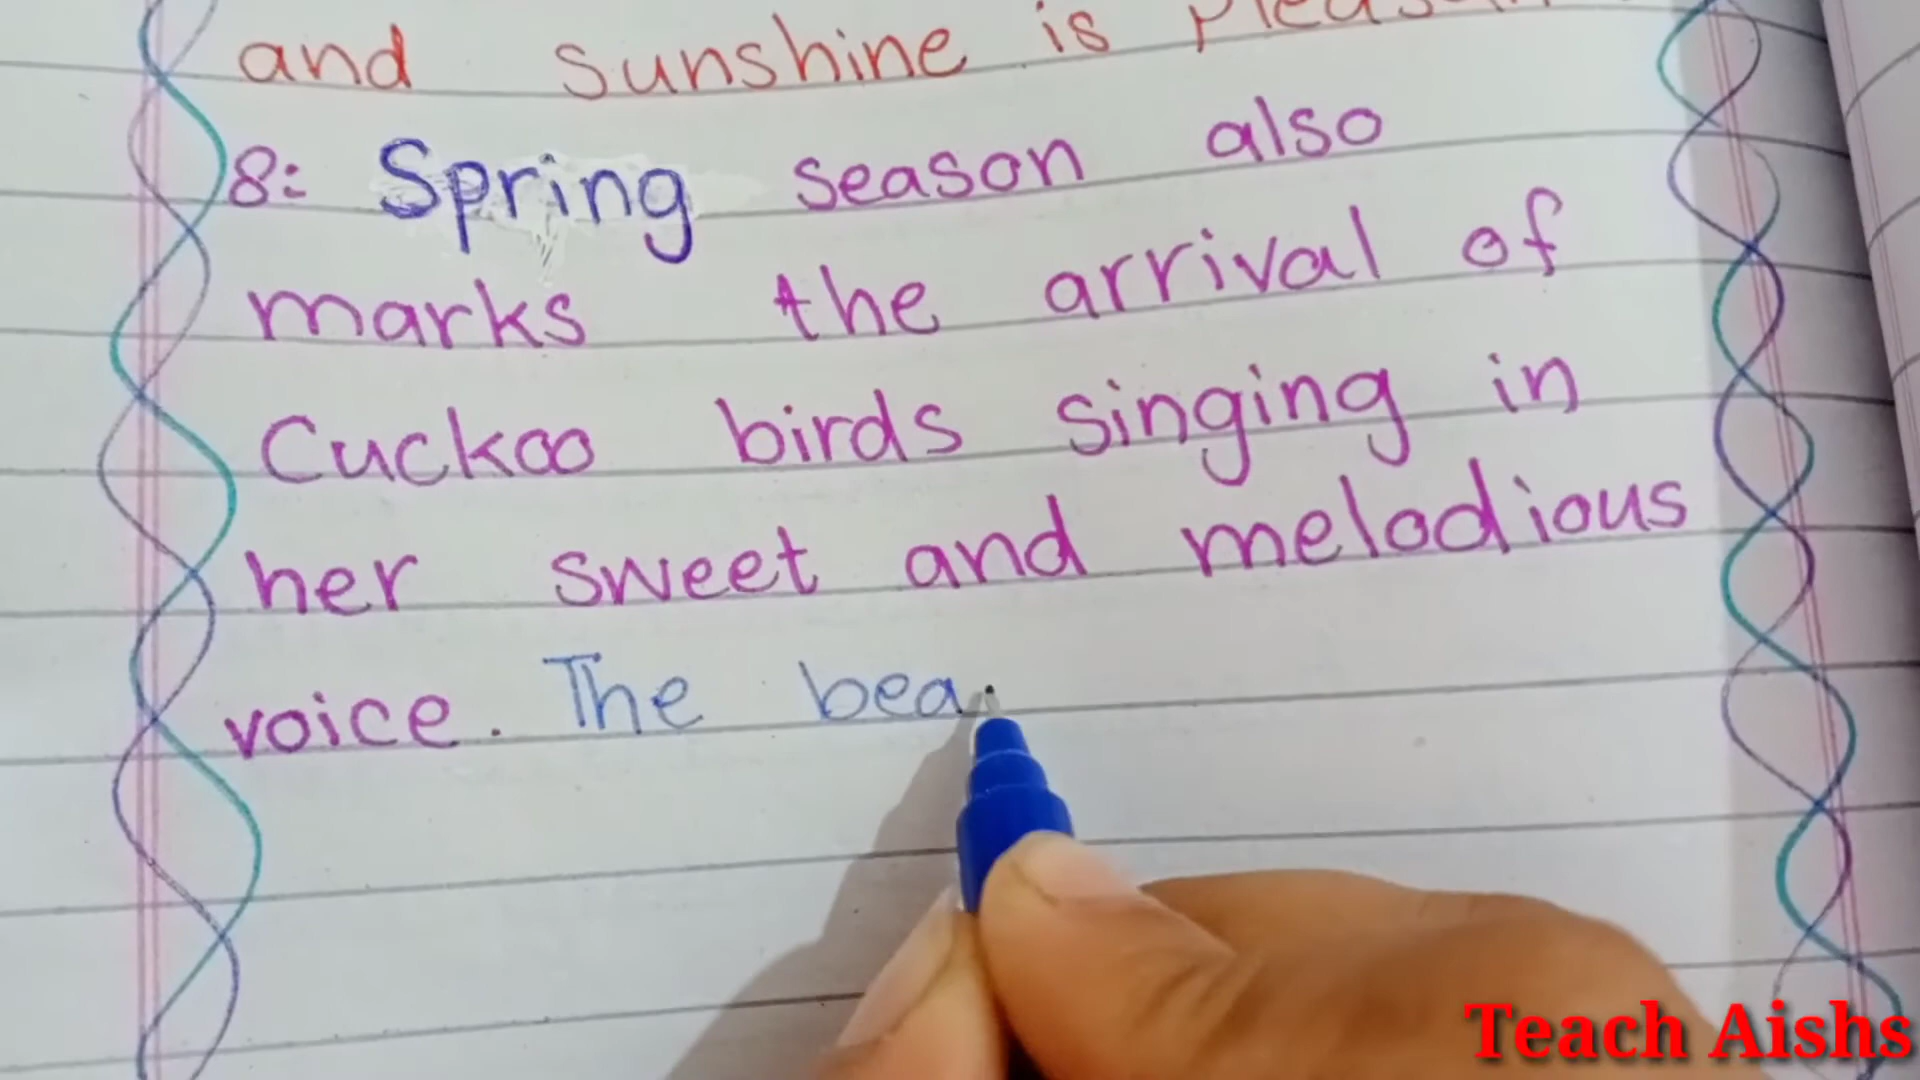 and sunshine is
8: Spring season also
marks the arrival of
Cuckoo birds singing in
her sweet and melodious
voice. The bea
Teach Aishs